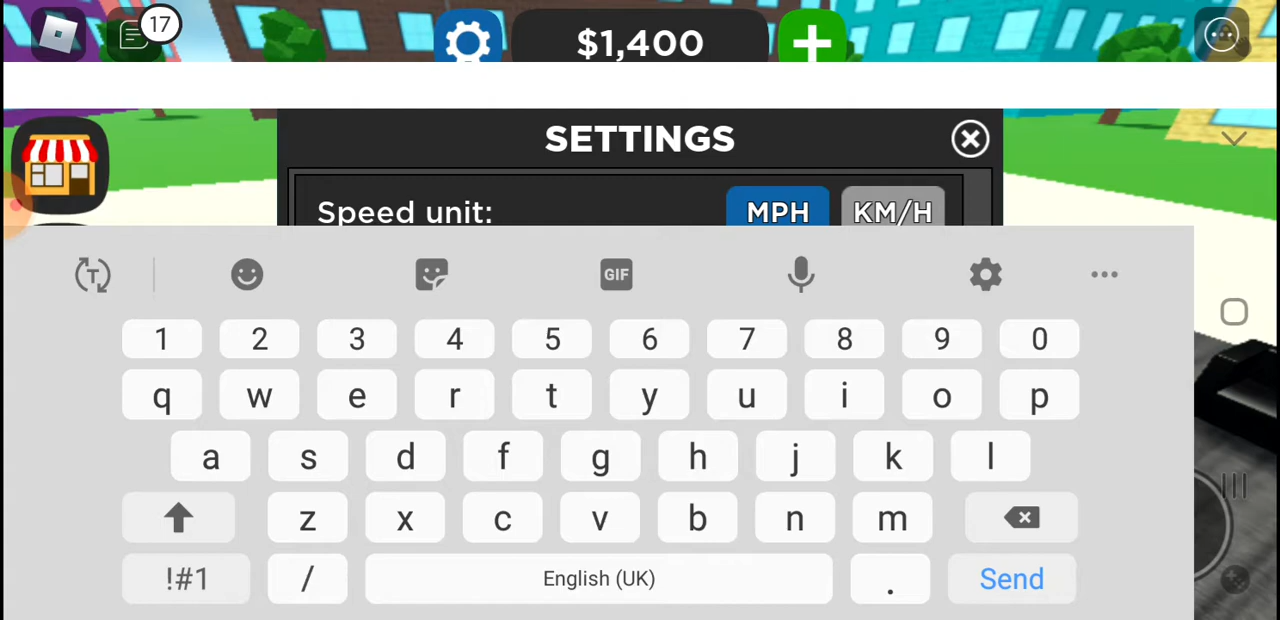 17
$1,400
SETTINGS
Speed unit: MPH KM/H
GIF
1 2 3 4 5 6 7 8 9 0
q w e r t y u i o p
a s d f g h j k l
z x c v b n m
!#1 / English (UK) . Send